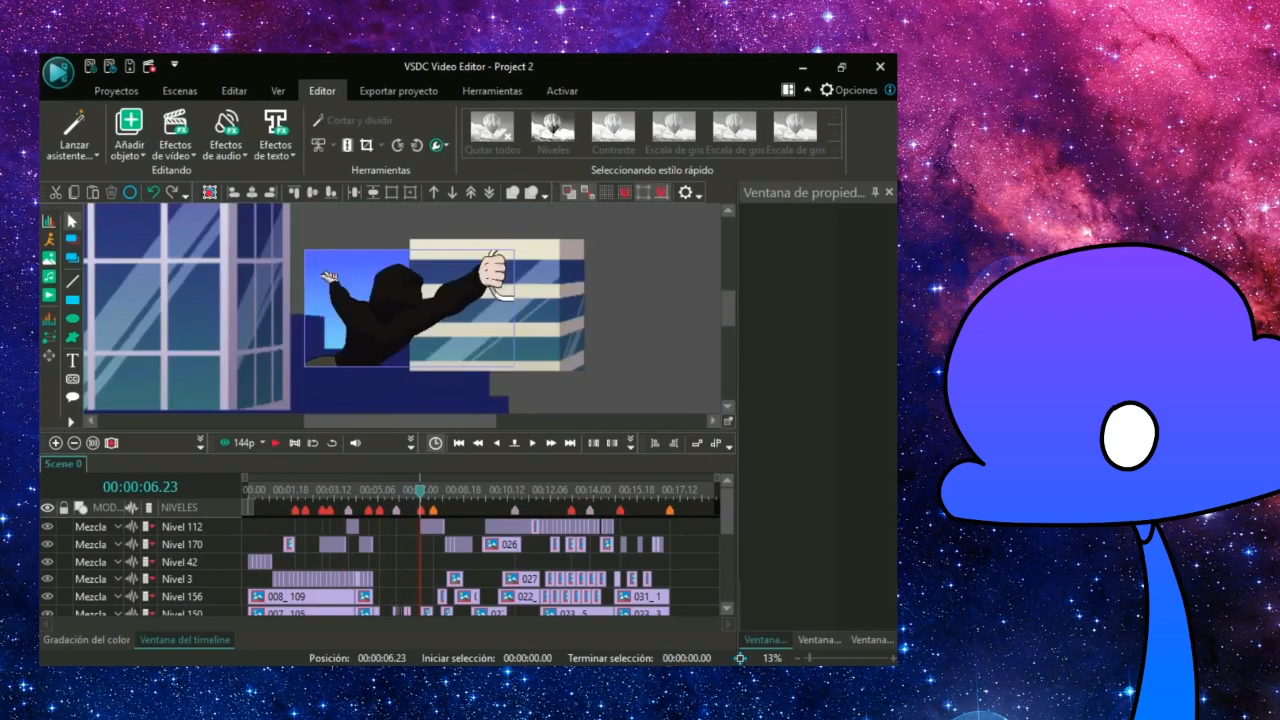 VSDC Video Editor - Project 2
Proyectos Escenas Editar Ver Editor Exportar proyecto Herramientas Activar Opciones
Lanzar asistente... Añadir objeto Efectos de vídeo Efectos de audio Efectos de texto
Editando
Cortar y dividir
Herramientas
Quitar todos Niveles Contraste Escala de gris Escala de gris Escala de gris
Seleccionando estilo rápido
Ventana de propied...
T
CC
144p
Scene 0
00:00:06.23
00:01.18 00:03.12 00:05.06 00:08.18 00:10.12 00:12.06 00:14.00 00:15.18 00:17.12
MOD... NIVELES
Mezcla Nivel 112
Mezcla Nivel 170 026
Mezcla Nivel 42
Mezcla Nivel 3 027
Mezcla Nivel 156 008_109 022_ 031_1
Mezcla Nivel 150
Gradación del color Ventana del timeline Ventana... Ventana... Ventana...
Posición: 00:00:06.23 Iniciar selección: 00:00:00.00 Terminar selección: 00:00:00.00 13%